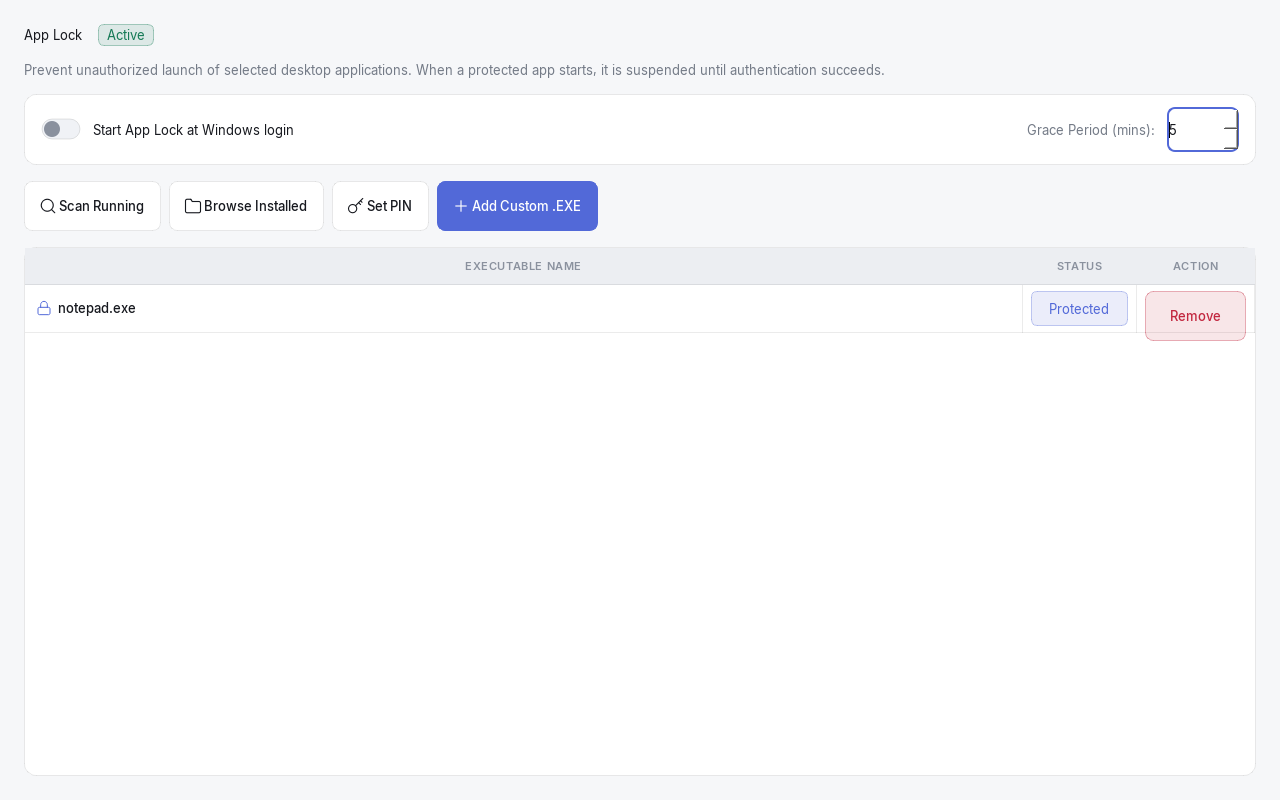 App Lock Active
Prevent unauthorized launch of selected desktop applications. When a protected app starts, it is suspended until authentication succeeds.
Start App Lock at Windows login Grace Period (mins): 5
Scan Running Browse Installed Set PIN Add Custom .EXE
EXECUTABLE NAME STATUS ACTION
notepad.exe Protected Remove